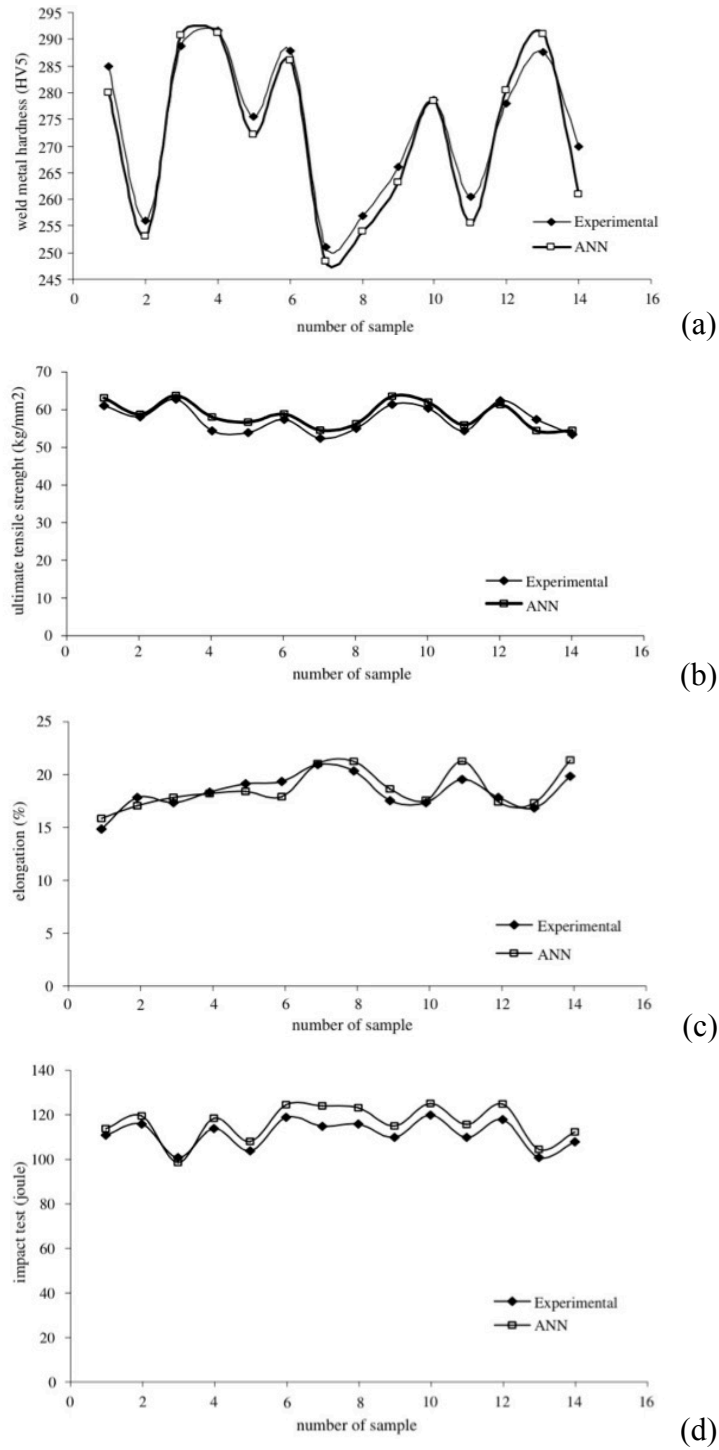 295
290
285
280
275
270
265
260
255
250
245
weld metal hardness (HV5)
Experimental
ANN
0 2 4 6 8 10 12 14 16
number of sample
(a)
70
60
50
40
30
20
10
0
ultimate tensile strenght (kg/mm2)
Experimental
ANN
0 2 4 6 8 10 12 14 16
number of sample
(b)
25
20
15
10
5
0
elongation (%)
Experimental
ANN
0 2 4 6 8 10 12 14 16
number of sample
(c)
140
120
100
80
60
40
20
0
impact test (joule)
Experimental
ANN
0 2 4 6 8 10 12 14 16
number of sample
(d)